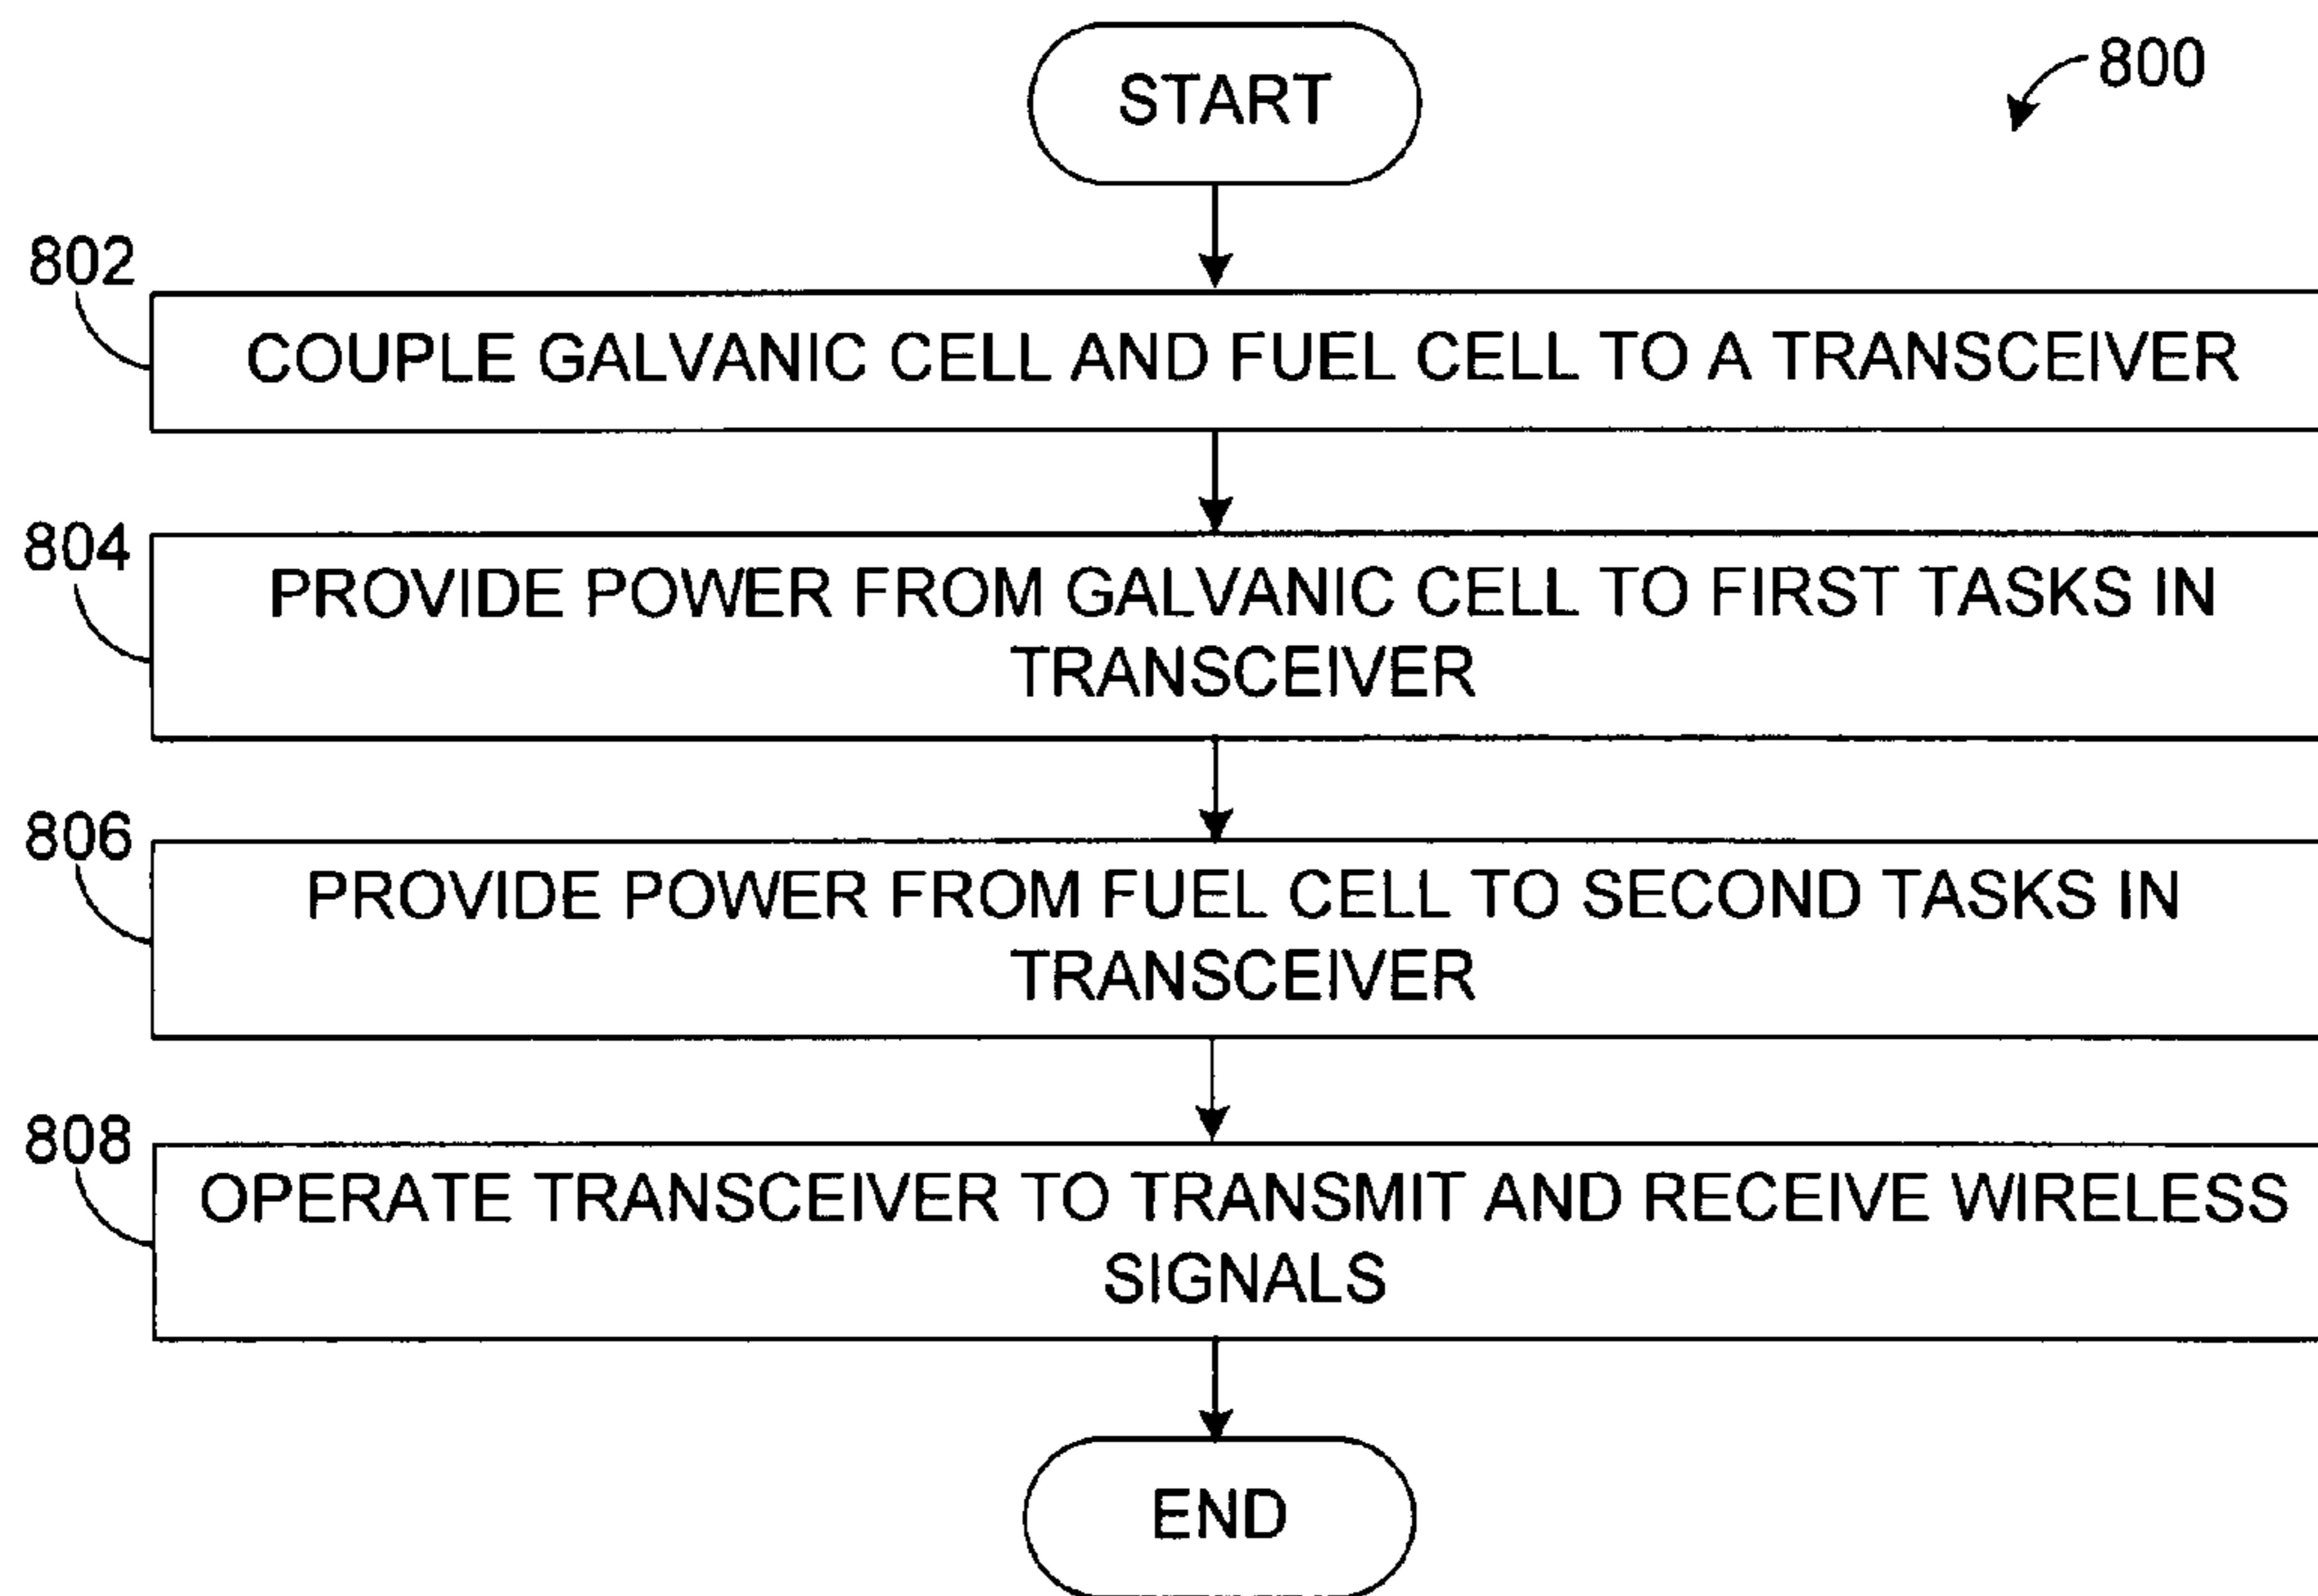 START
800
802
COUPLE GALVANIC CELL AND FUEL CELL TO A TRANSCEIVER
804
PROVIDE POWER FROM GALVANIC CELL TO FIRST TASKS IN
TRANSCEIVER
806
PROVIDE POWER FROM FUEL CELL TO SECOND TASKS IN
TRANSCEIVER
808
OPERATE TRANSCEIVER TO TRANSMIT AND RECEIVE WIRELESS
SIGNALS
END